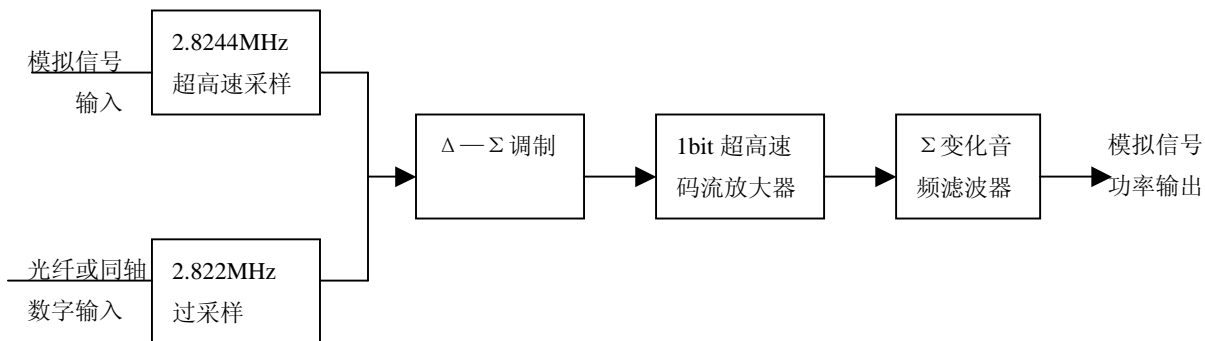 模拟信号
输入
2.8244MHz
超高速采样
光纤或同轴
数字输入
2.822MHz
过采样
Δ—Σ调制
1bit 超高速
码流放大器
Σ变化音
频滤波器
模拟信号
功率输出